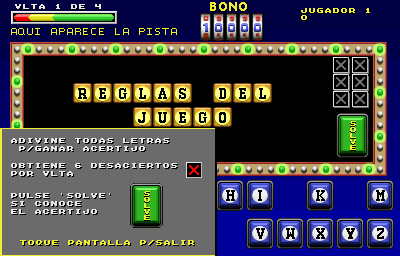 VLTA 1 DE 4
BONO
JUGADOR 1
0
10000
AQUI APARECE LA PISTA
REGLAS DEL
JUEGO
SOLVE
ADIVINE TODAS LETRAS
P/GANAR ACERTIJO
OBTIENE 6 DESACIERTOS
POR VLTA
PULSE 'SOLVE'
SI CONOCE
EL ACERTIJO
SOLVE
TOQUE PANTALLA P/SALIR
H I K M
V W X Y Z